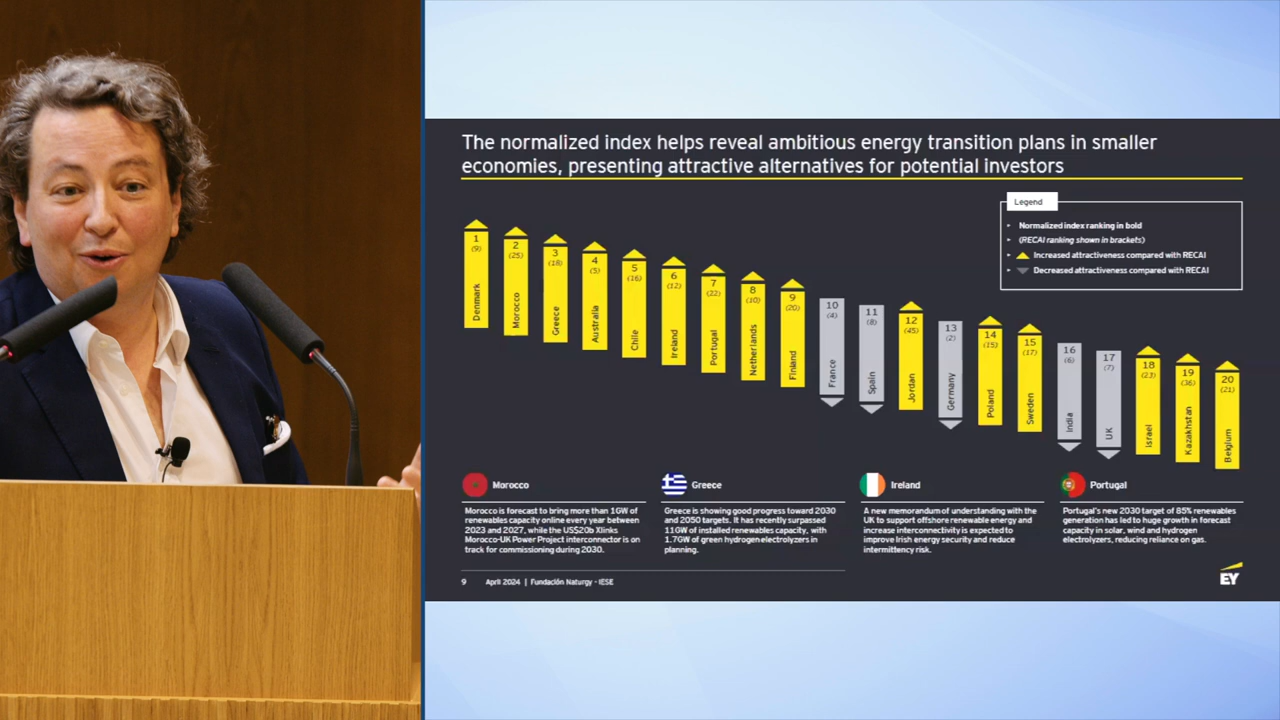 The normalized index helps reveal ambitious energy transition plans in smaller
economies, presenting attractive alternatives for potential investors
Legend
Normalized index ranking in bold
(RECAI ranking shown in brackets)
Increased attractiveness compared with RECAI
Decreased attractiveness compared with RECAI
1
(9)
Denmark
2
(25)
Morocco
3
(18)
Greece
4
(5)
Australia
5
(16)
Chile
6
(12)
Ireland
7
(22)
Portugal
8
(10)
Netherlands
9
(20)
Finland
10
(4)
France
11
(8)
Spain
12
(45)
Jordan
13
(2)
Germany
14
(15)
Poland
15
(17)
Sweden
16
(6)
India
17
(7)
UK
18
(23)
Israel
19
(36)
Kazakhstan
20
(21)
Belgium
Morocco
Morocco is forecast to bring more than 1GW of
renewables capacity online every year between
2023 and 2027, while the US$20b Xlinks
Morocco-UK Power Project interconnector is on
track for commissioning during 2030.
Greece
Greece is showing good progress toward 2030
and 2050 targets. It has recently surpassed
11GW of installed renewables capacity, with
1.7GW of green hydrogen electrolyzers in
planning.
Ireland
A new memorandum of understanding with the
UK to support offshore renewable energy and
increase interconnectivity is expected to
improve Irish energy security and reduce
intermittency risk.
Portugal
Portugal's new 2030 target of 85% renewables
generation has led to huge growth in forecast
capacity in solar, wind and hydrogen
electrolyzers, reducing reliance on gas.
9 April 2024 | Fundación Naturgy - IESE
EY